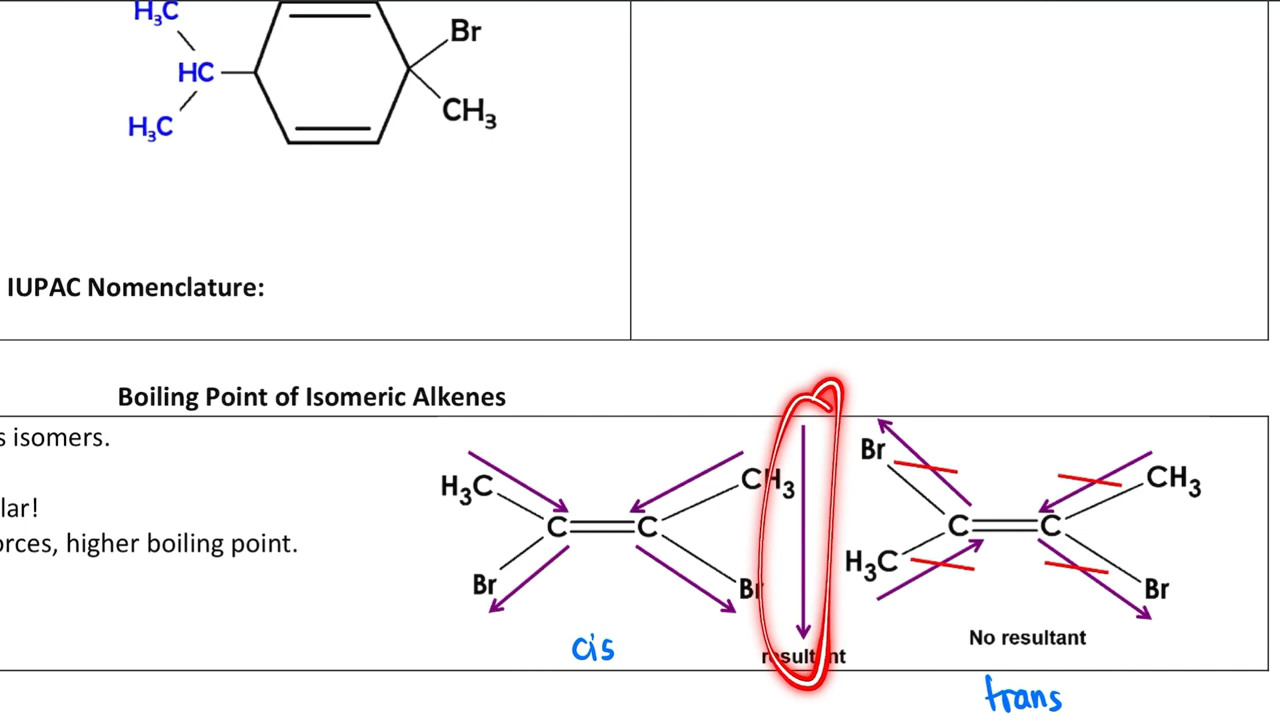 H₃C
Br
HC
CH₃
H₃C
IUPAC Nomenclature:
Boiling Point of Isomeric Alkenes
s isomers.
lar!
orces, higher boiling point.
H₃C
CH₃
C
C
Br
Br
cis
resultant
Br
CH₃
C
C
H₃C
Br
No resultant
trans